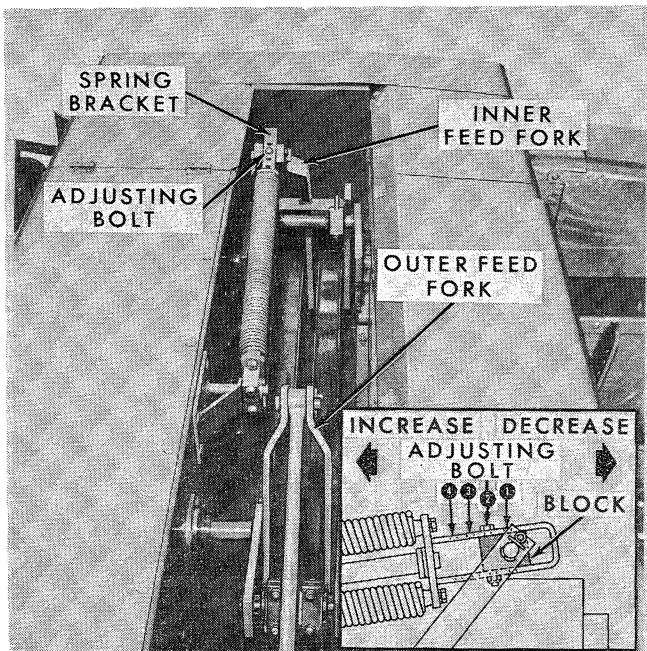 SPRING
BRACKET
INNER
FEED FORK
ADJUSTING
BOLT
OUTER FEED
FORK
INCREASE DECREASE
ADJUSTING
BOLT
4 3 2 1
BLOCK